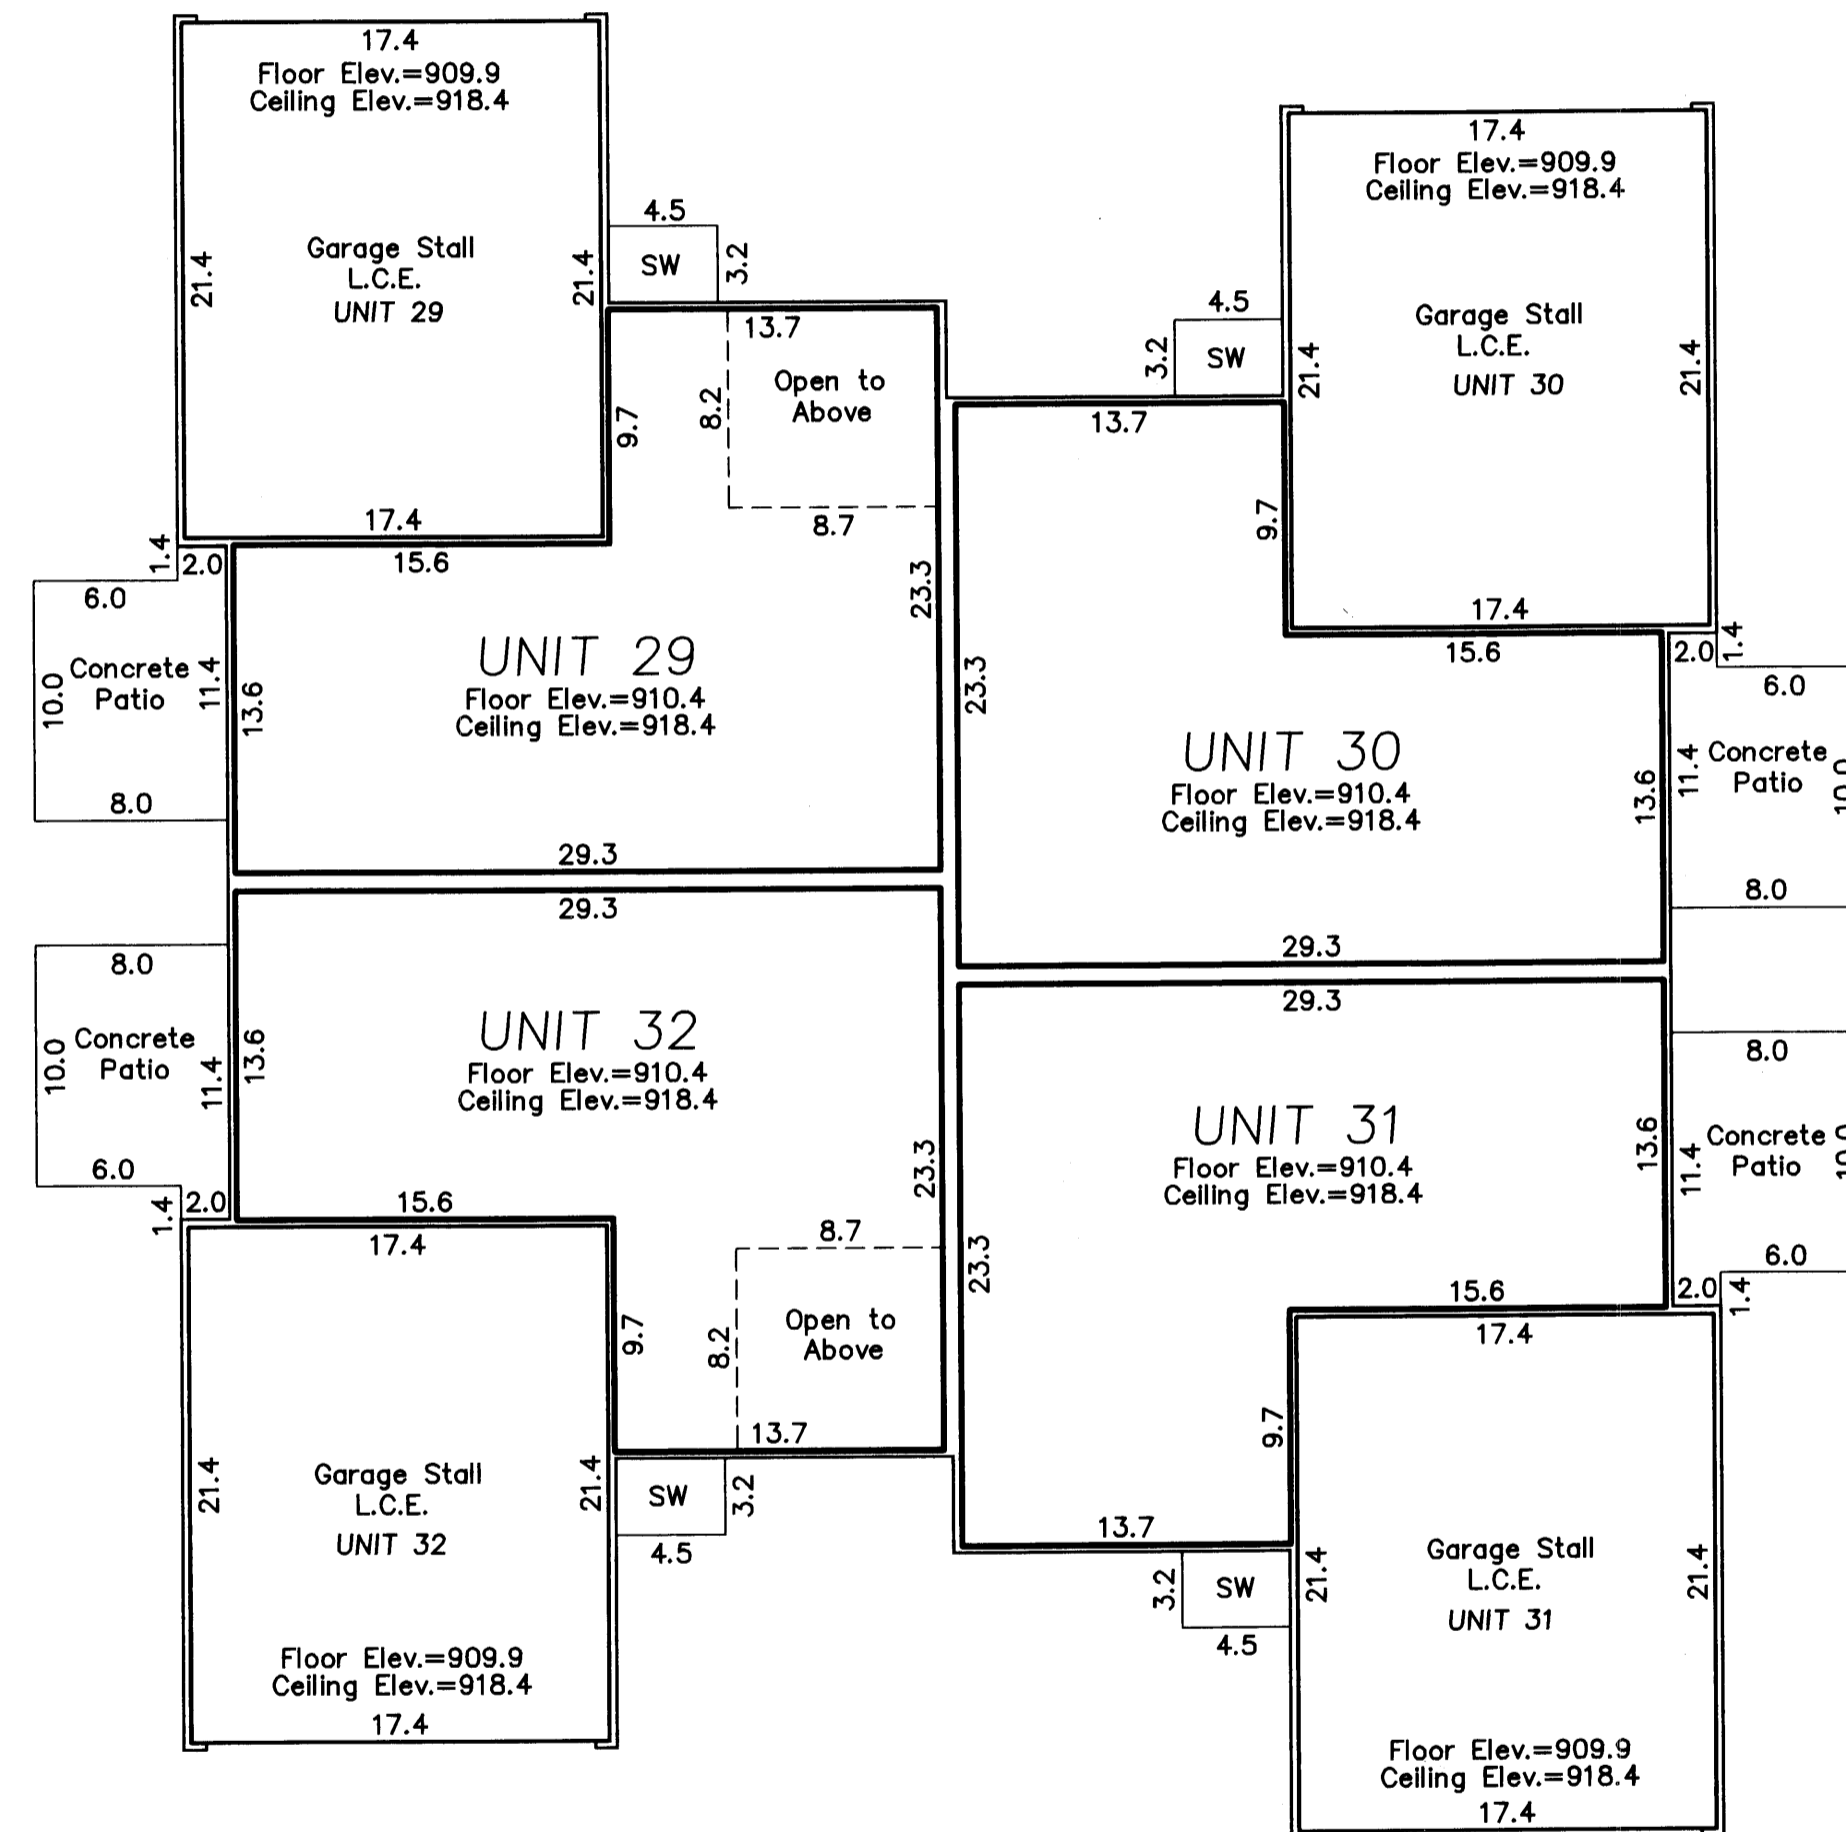 17.4
Floor Elev.=909.9
Ceiling Elev.=918.4
21.4
Garage Stall
L.C.E.
UNIT 29
21.4
17.4
4.5
SW
3.2
13.7
Open to
Above
8.2
9.7
8.7
1.4
2.0
15.6
23.3
6.0
Concrete
Patio
10.0
11.4
13.6
8.0
UNIT 29
Floor Elev.=910.4
Ceiling Elev.=918.4
29.3
17.4
Floor Elev.=909.9
Ceiling Elev.=918.4
4.5
3.2
SW
21.4
Garage Stall
L.C.E.
UNIT 30
21.4
13.7
9.7
17.4
15.6
2.0
1.4
6.0
23.3
UNIT 30
Floor Elev.=910.4
Ceiling Elev.=918.4
13.6
11.4
Concrete
Patio
10.0
8.0
29.3
29.3
8.0
Concrete
Patio
10.0
11.4
13.6
6.0
1.4
2.0
15.6
UNIT 32
Floor Elev.=910.4
Ceiling Elev.=918.4
23.3
8.7
8.2
Open to
Above
9.7
13.7
17.4
21.4
Garage Stall
L.C.E.
UNIT 32
21.4
SW
3.2
4.5
Floor Elev.=909.9
Ceiling Elev.=918.4
17.4
29.3
8.0
UNIT 31
Floor Elev.=910.4
Ceiling Elev.=918.4
13.6
11.4
Concrete
Patio
10.0
6.0
23.3
15.6
2.0
1.4
17.4
9.7
13.7
3.2
SW
4.5
21.4
Garage Stall
L.C.E.
UNIT 31
21.4
Floor Elev.=909.9
Ceiling Elev.=918.4
17.4